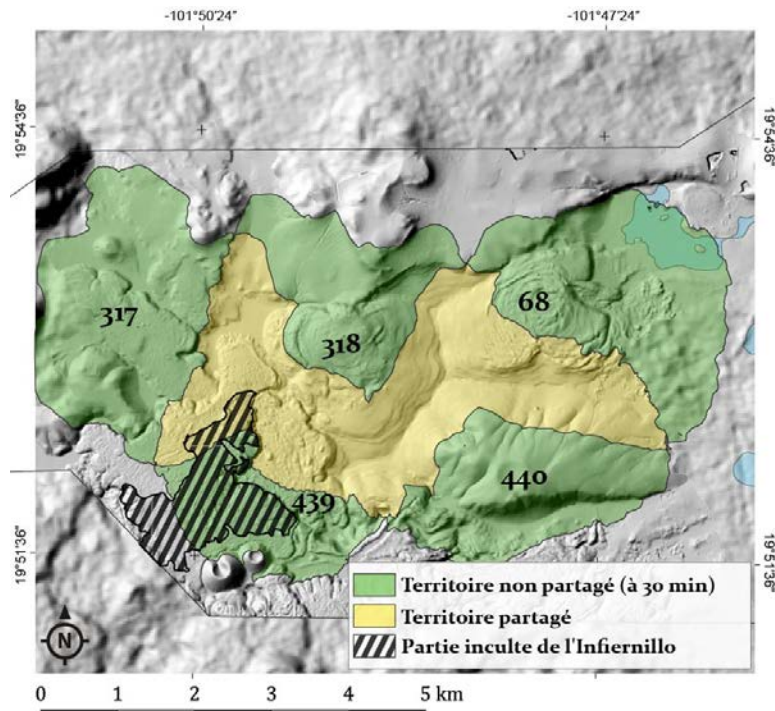 -101°50'24" -101°47'24"
19°54'36" 19°54'36"
317
68
318
440
439
19°51'36" 19°51'36"
Territoire non partagé (à 30 min)
Territoire partagé
Partie inculte de l'Infiernillo
N
0 1 2 3 4 5 km